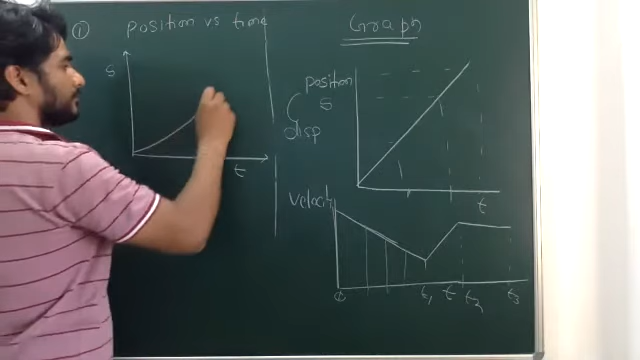 ① Position vs time
S
t
Graph
Position
S
disp
t
Velocity
0 t₁ t t₂ t₃